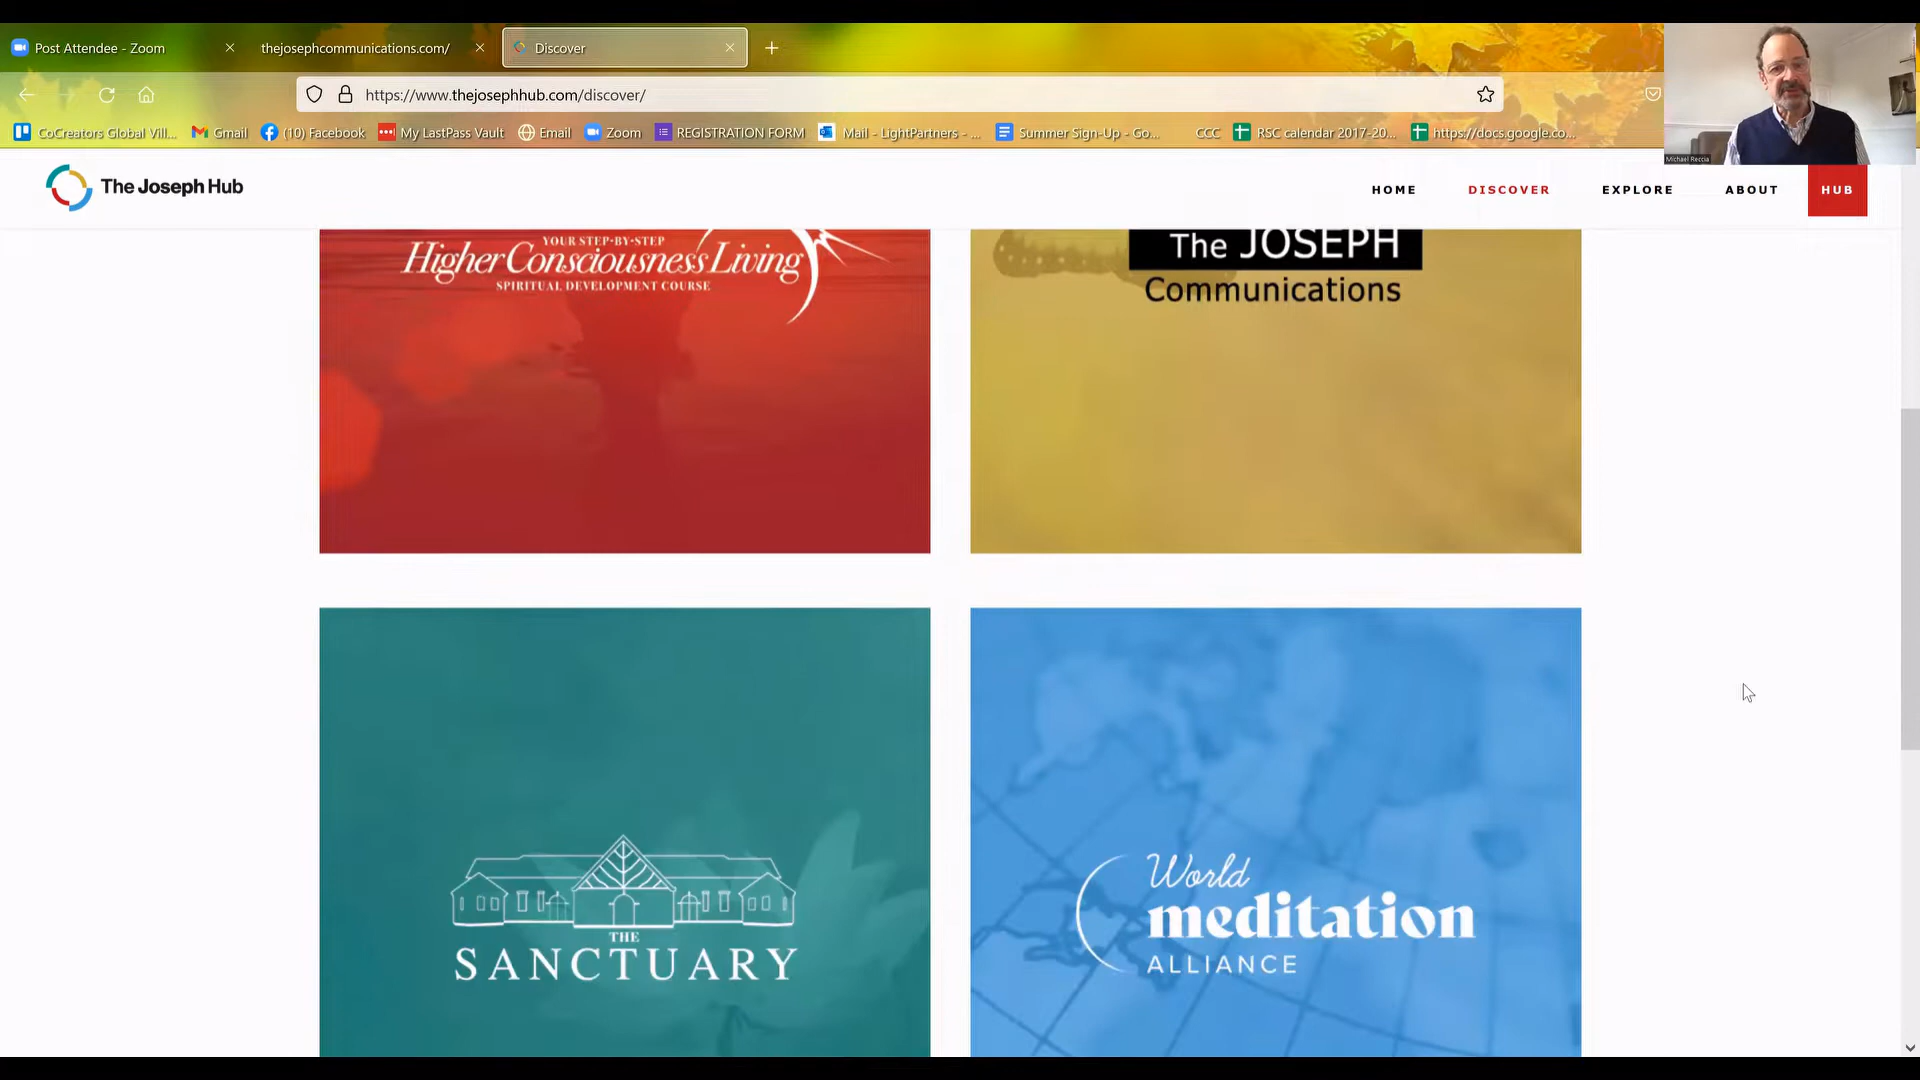 Post Attendee - Zoom
thejosephcommunications.com/
Discover
https://www.thejosephhub.com/discover/
CoCreators Global Vill...
Gmail
(10) Facebook
My LastPass Vault
Email
Zoom
REGISTRATION FORM
Mail - LightPartners - ...
Summer Sign-Up - Go...
CCC
RSC calendar 2017-20...
https://docs.google.co...
Michael Reccia
The Joseph Hub
HOME
DISCOVER
EXPLORE
ABOUT
HUB
YOUR STEP-BY-STEP
Higher Consciousness Living
SPIRITUAL DEVELOPMENT COURSE
The JOSEPH
Communications
THE
SANCTUARY
World
meditation
ALLIANCE